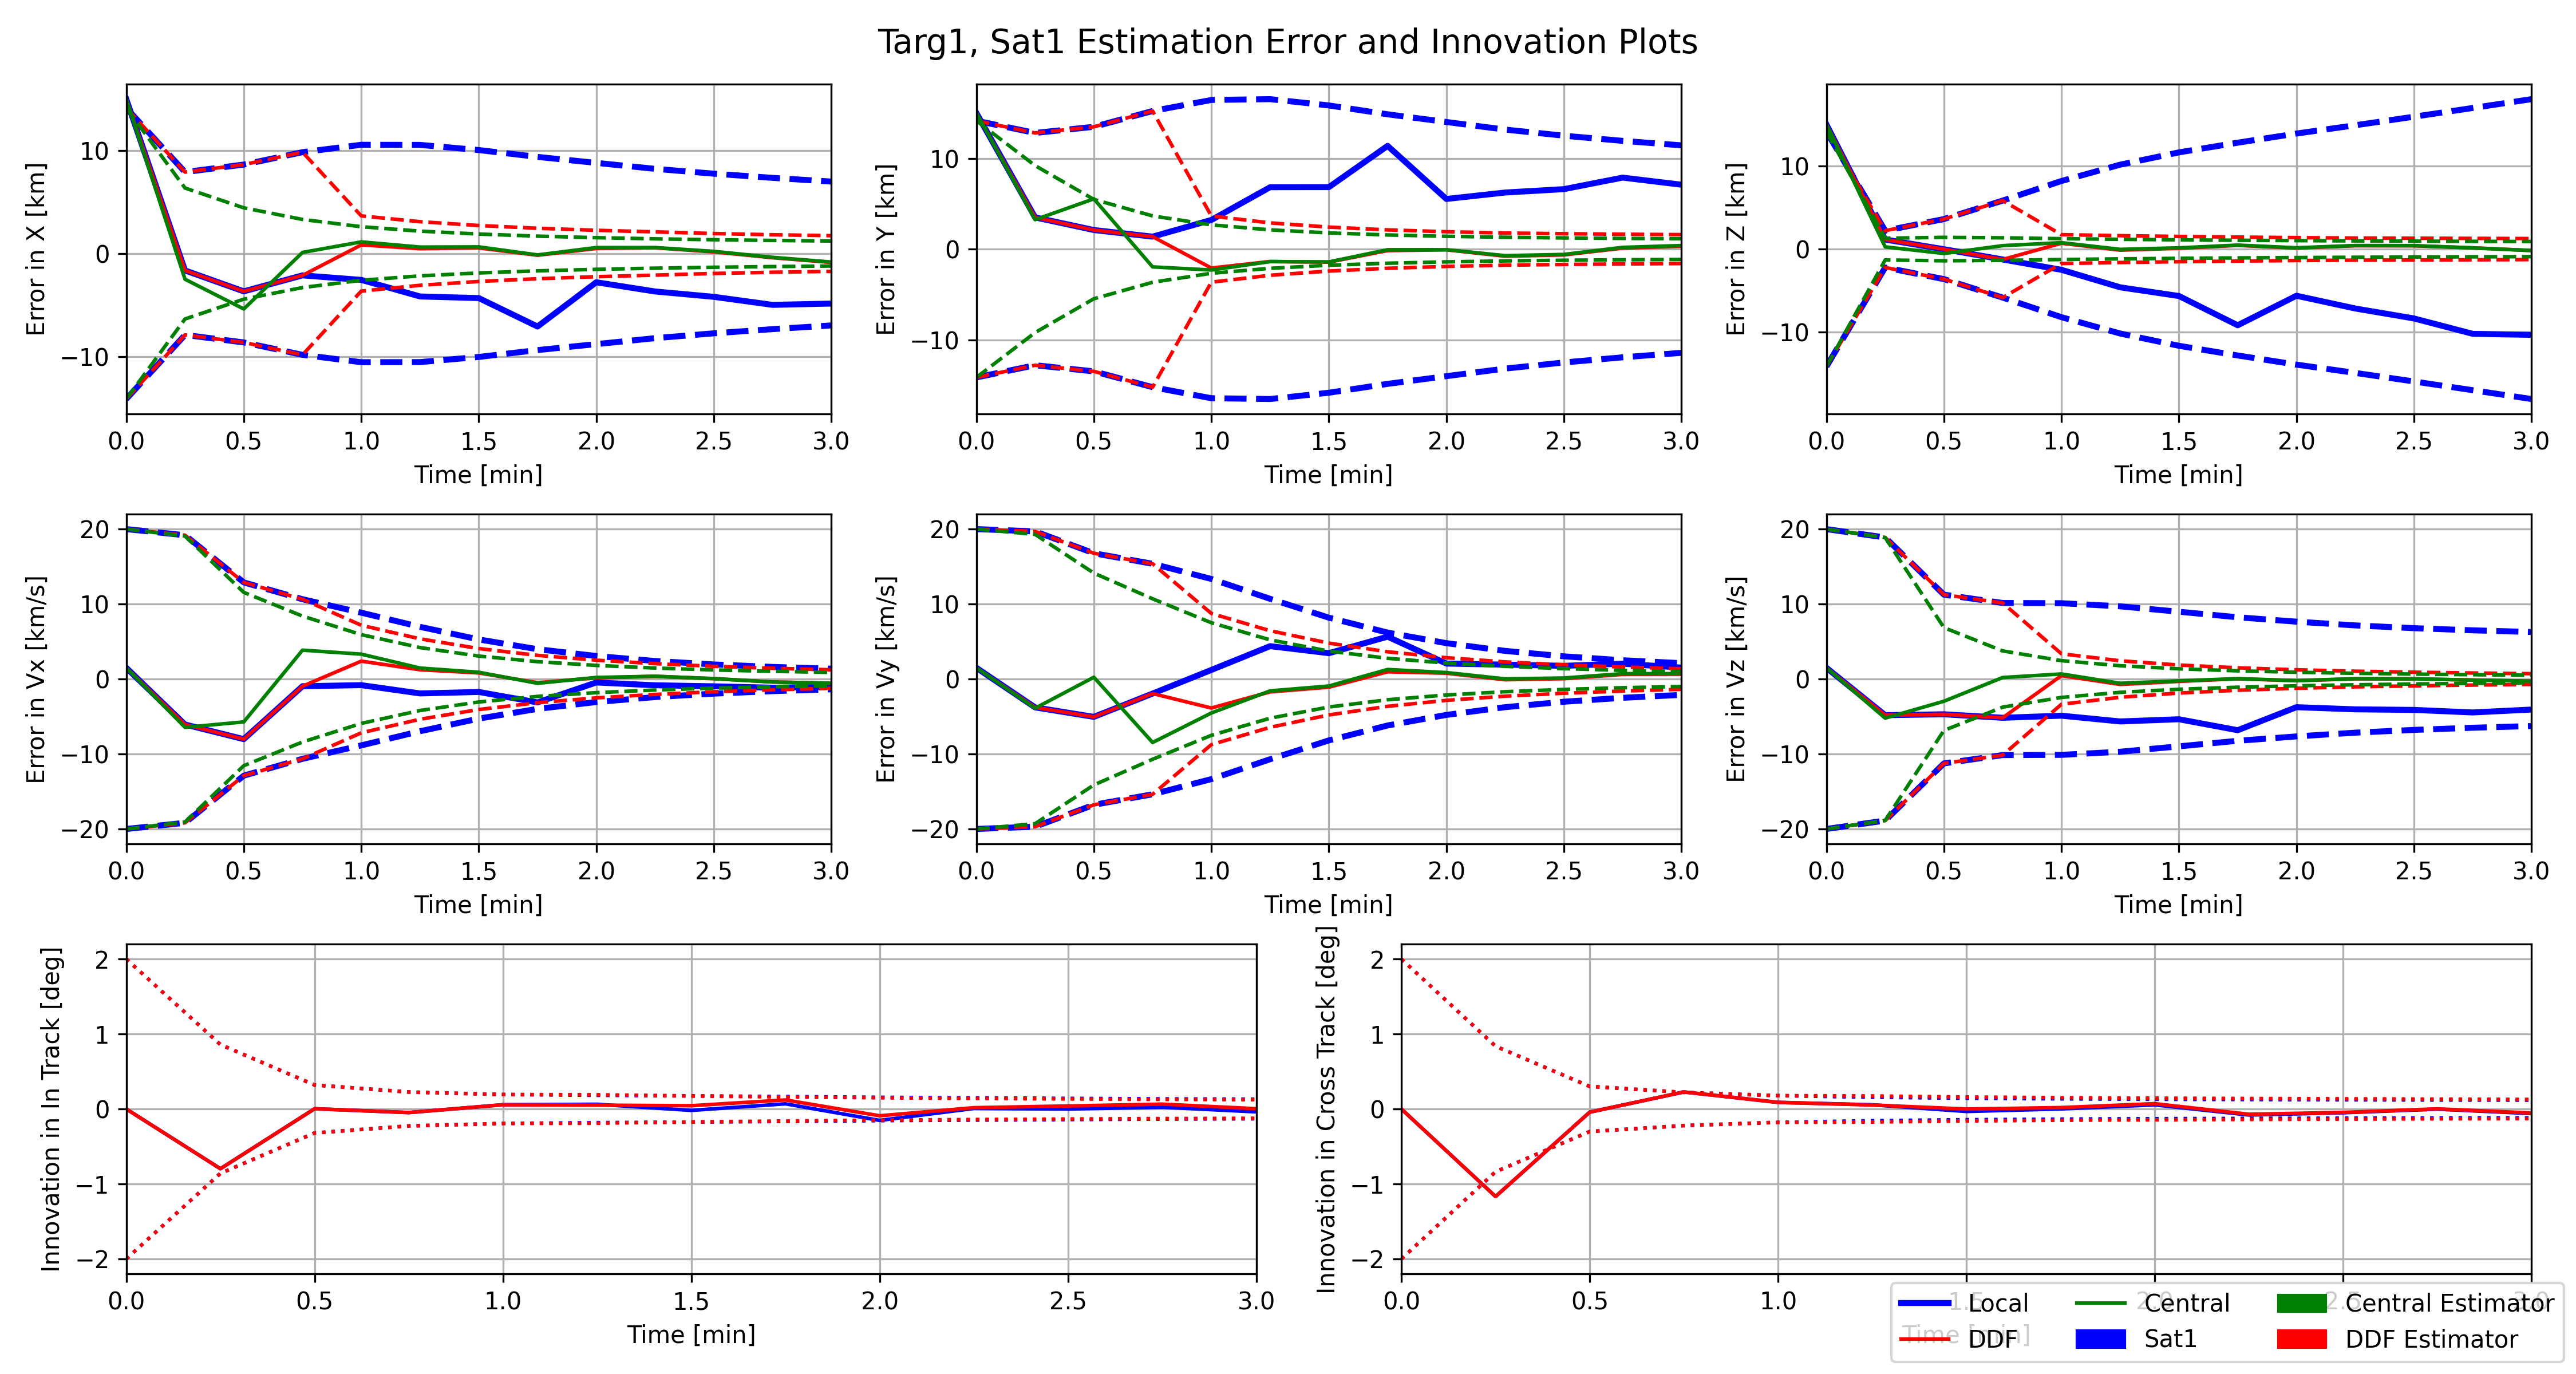 Targ1, Sat1 Estimation Error and Innovation Plots
Error in X [km]
10
0
−10
0.0 0.5 1.0 1.5 2.0 2.5 3.0
Time [min]
Error in Y [km]
10
0
−10
0.0 0.5 1.0 1.5 2.0 2.5 3.0
Time [min]
Error in Z [km]
10
0
−10
0.0 0.5 1.0 1.5 2.0 2.5 3.0
Time [min]
Error in Vx [km/s]
20
10
0
−10
−20
0.0 0.5 1.0 1.5 2.0 2.5 3.0
Time [min]
Error in Vy [km/s]
20
10
0
−10
−20
0.0 0.5 1.0 1.5 2.0 2.5 3.0
Time [min]
Error in Vz [km/s]
20
10
0
−10
−20
0.0 0.5 1.0 1.5 2.0 2.5 3.0
Time [min]
Innovation in In Track [deg]
2
1
0
−1
−2
0.0 0.5 1.0 1.5 2.0 2.5 3.0
Time [min]
Innovation in Cross Track [deg]
2
1
0
−1
−2
0.0 0.5 1.0 1.5 2.0 2.5 3.0
Time [min]
Local Central Central Estimator
DDF Sat1 DDF Estimator